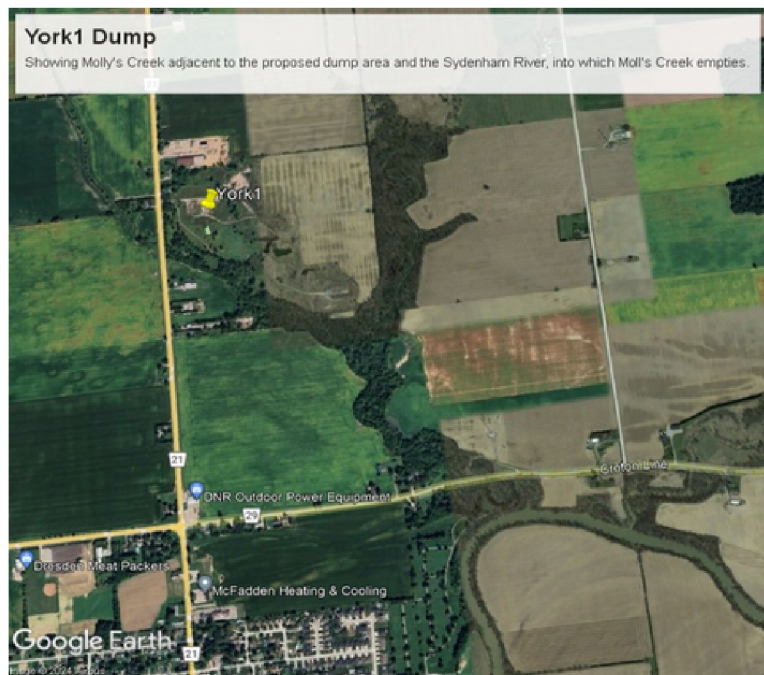 York1 Dump
Showing Molly's Creek adjacent to the proposed dump area and the Sydenham River, into which Moll's Creek empties.
21
York1
21
Croton Line
DNR Outdoor Power Equipment
29
Dresden Meat Packers
McFadden Heating & Cooling
Google Earth
21